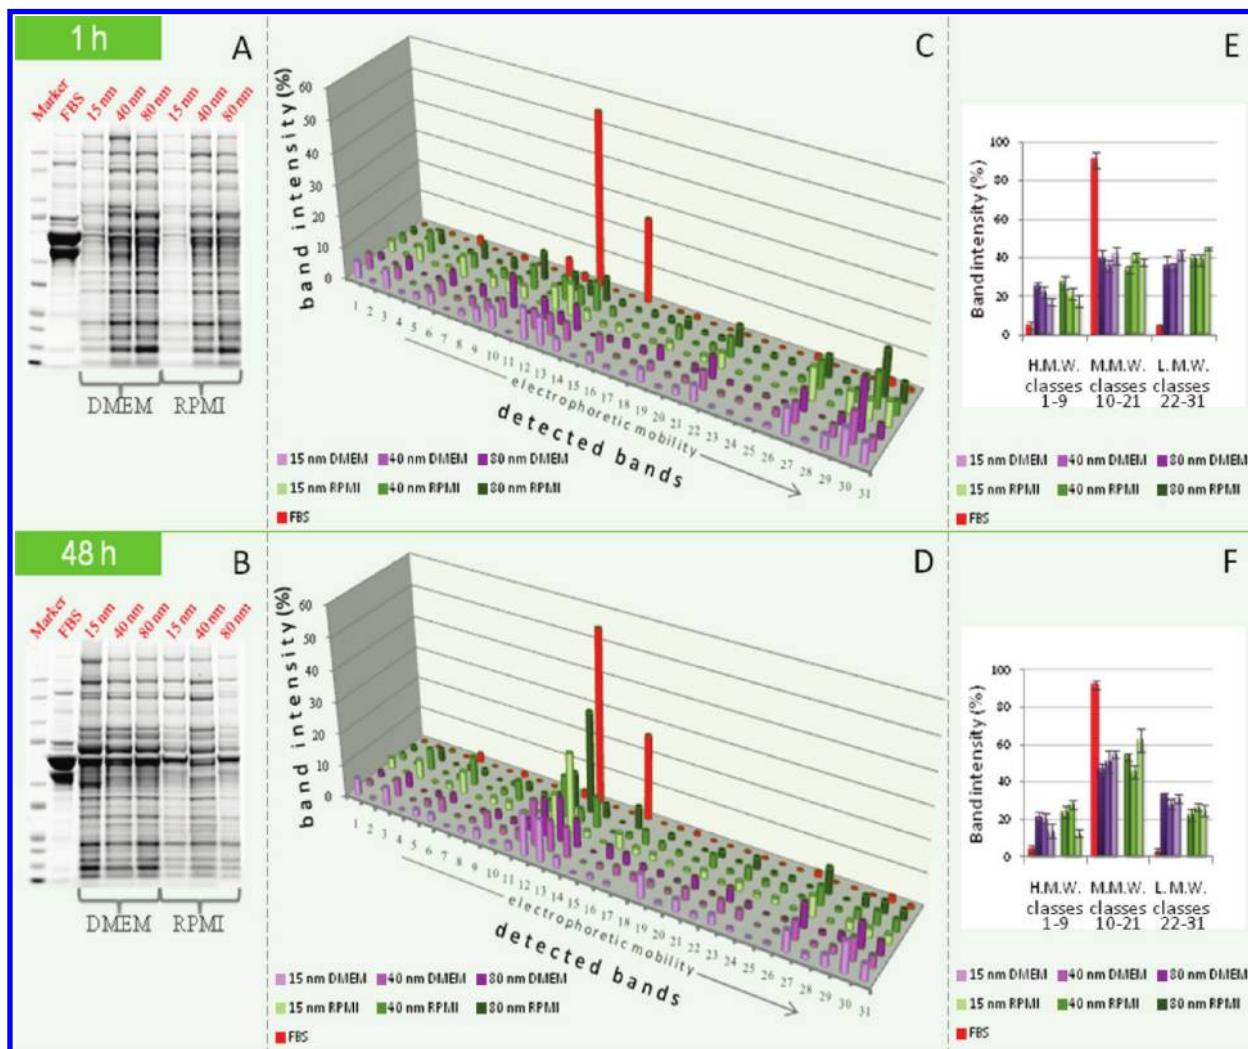 1 h
A
Marker
FBS
15 nm
40 nm
80 nm
15 nm
40 nm
80 nm
DMEM
RPMI
C
band intensity (%)
60
50
40
30
20
10
0
1 2 3 4 5 6 7 8 9 10 11 12 13 14 15 16 17 18 19 20 21 22 23 24 25 26 27 28 29 30 31
electrophoretic mobility
detected bands
15 nm DMEM 40 nm DMEM 80 nm DMEM
15 nm RPMI 40 nm RPMI 80 nm RPMI
FBS
E
Band intensity (%)
100
80
60
40
20
0
H.M.W. M.M.W. L.M.W.
classes classes classes
1-9 10-21 22-31
15 nm DMEM 40 nm DMEM 80 nm DMEM
15 nm RPMI 40 nm RPMI 80 nm RPMI
FBS
48 h
B
Marker
FBS
15 nm
40 nm
80 nm
15 nm
40 nm
80 nm
DMEM
RPMI
D
band intensity (%)
60
50
40
30
20
10
0
1 2 3 4 5 6 7 8 9 10 11 12 13 14 15 16 17 18 19 20 21 22 23 24 25 26 27 28 29 30 31
electrophoretic mobility
detected bands
15 nm DMEM 40 nm DMEM 80 nm DMEM
15 nm RPMI 40 nm RPMI 80 nm RPMI
FBS
F
Band intensity (%)
100
80
60
40
20
0
H.M.W. M.M.W. L.M.W.
classes classes classes
1-9 10-21 22-31
15 nm DMEM 40 nm DMEM 80 nm DMEM
15 nm RPMI 40 nm RPMI 80 nm RPMI
FBS